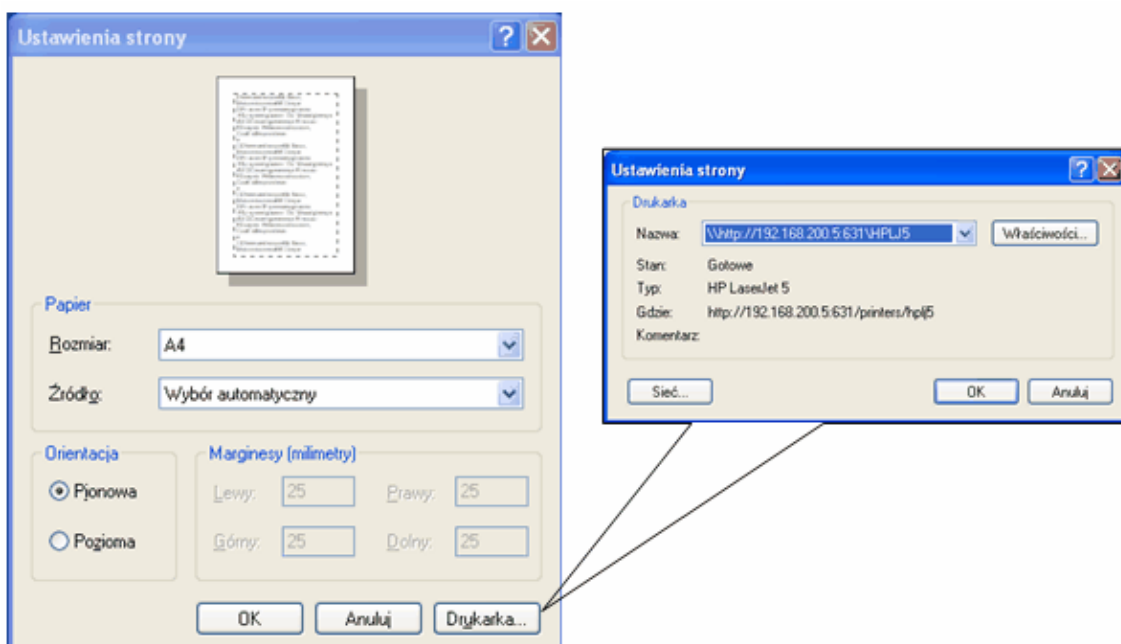 Ustawienia strony
Papier
Rozmiar:
A4
Źródło:
Wybór automatyczny
Orientacja
Pionowa
Pozioma
Marginesy (milimetry)
Lewy: 25 Prawy: 25
Górny: 25 Dolny: 25
OK Anuluj Drukarka...
Ustawienia strony
Drukarka
Nazwa: \\http://192.168.200.5:631\HPLJ5 Właściwości...
Stan: Gotowe
Typ: HP LaserJet 5
Gdzie: http://192.168.200.5:631/printers/hplj5
Komentarz:
Sieć... OK Anuluj